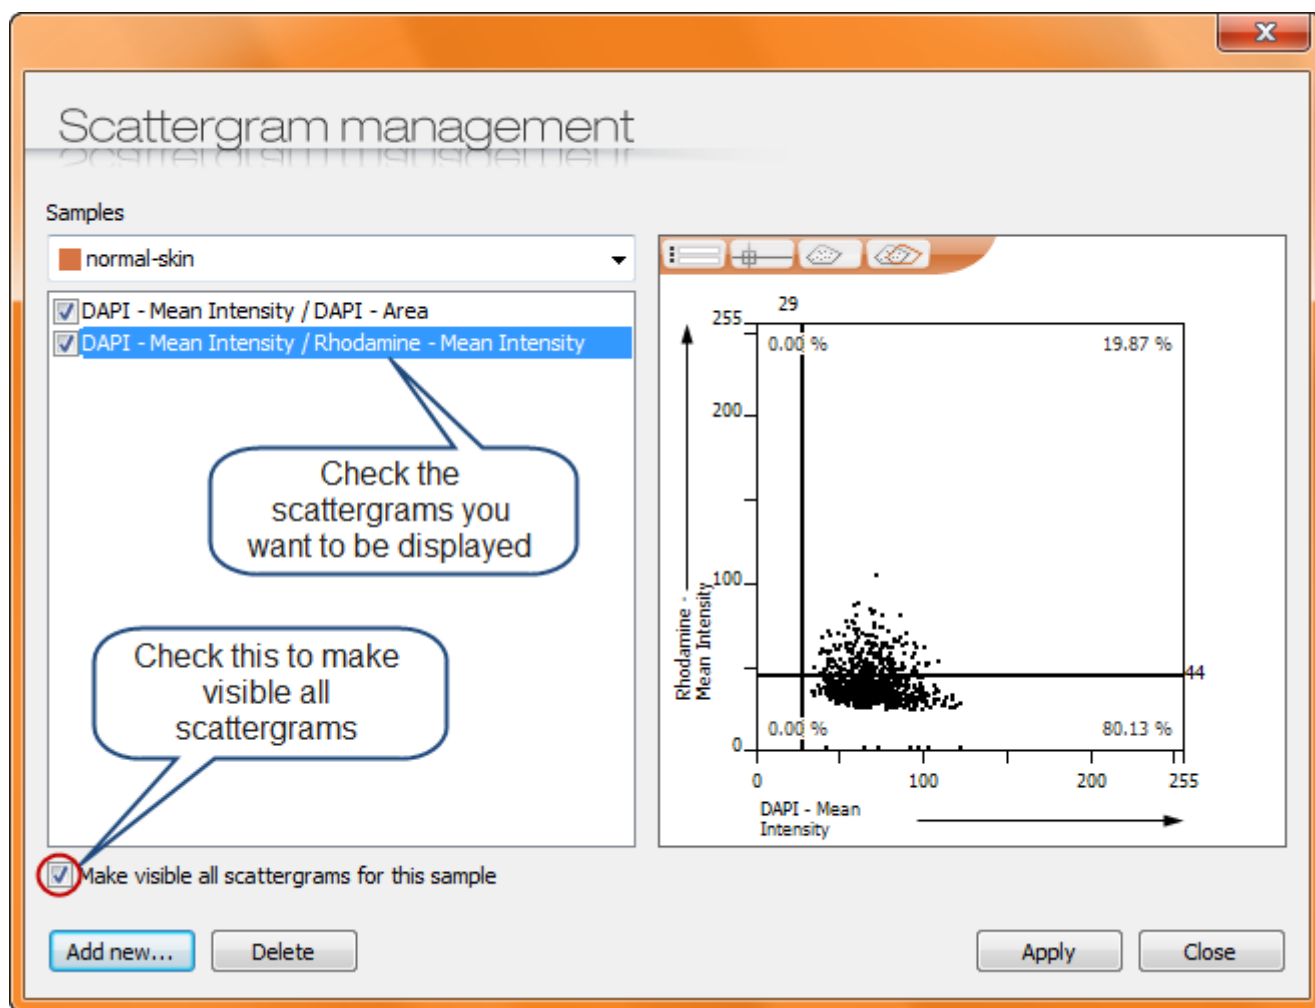 x
Scattergram management
Samples
normal-skin
DAPI - Mean Intensity / DAPI - Area
DAPI - Mean Intensity / Rhodamine - Mean Intensity
Check the
scattergrams you
want to be displayed
Check this to make
visible all
scattergrams
Make visible all scattergrams for this sample
Add new...
Delete
29
255
0.00 %
19.87 %
200
100
Rhodamine -
Mean Intensity
44
0.00 %
80.13 %
0
0
100
200
255
DAPI - Mean
Intensity
Apply
Close